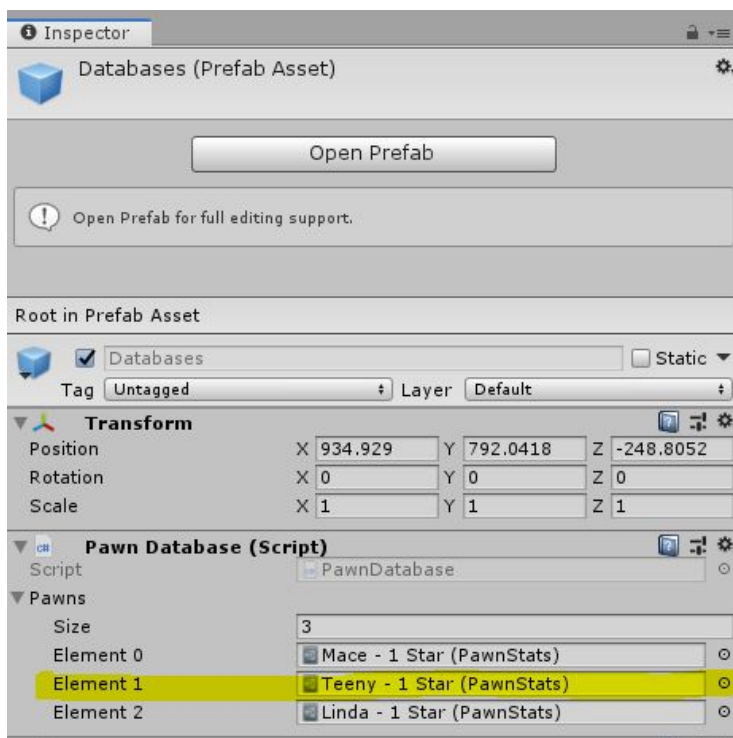 Inspector
Databases (Prefab Asset)
Open Prefab
Open Prefab for full editing support.
Root in Prefab Asset
Databases Static
Tag Untagged Layer Default
Transform
Position X 934.929 Y 792.0418 Z -248.8052
Rotation X 0 Y 0 Z 0
Scale X 1 Y 1 Z 1
c# Pawn Database (Script)
Script PawnDatabase
Pawns
Size 3
Element 0 Mace - 1 Star (PawnStats)
Element 1 Teeny - 1 Star (PawnStats)
Element 2 Linda - 1 Star (PawnStats)